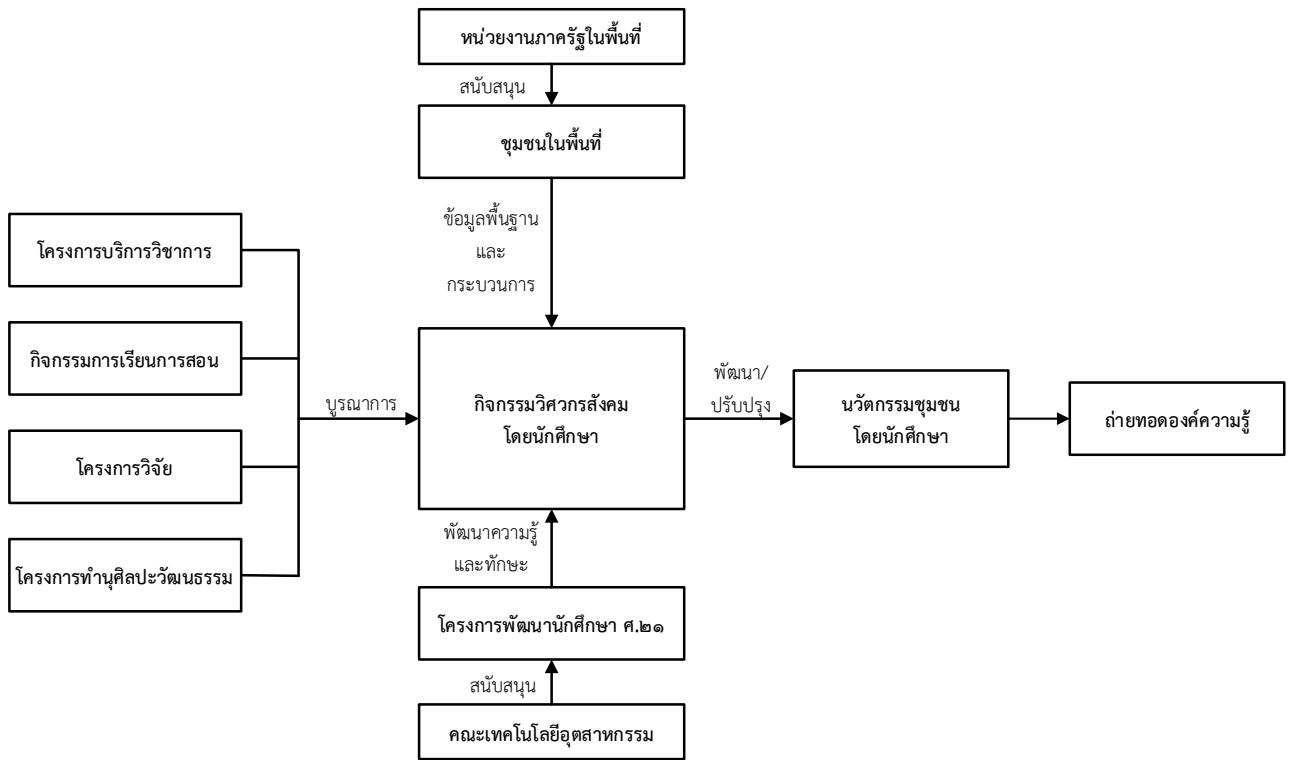 หน่วยงานภาครัฐในพื้นที่
สนับสนุน
ชุมชนในพื้นที่
ข้อมูลพื้นฐาน
และ
กระบวนการ
โครงการบริการวิชาการ
กิจกรรมการเรียนการสอน
โครงการวิจัย
โครงการทำนุศิลปะวัฒนธรรม
บูรณาการ
กิจกรรมวิศวกรสังคม
โดยนักศึกษา
พัฒนา/
ปรับปรุง
นวัตกรรมชุมชน
โดยนักศึกษา
ถ่ายทอดองค์ความรู้
พัฒนาความรู้
และทักษะ
โครงการพัฒนานักศึกษา ศ.๒๑
สนับสนุน
คณะเทคโนโลยีอุตสาหกรรม